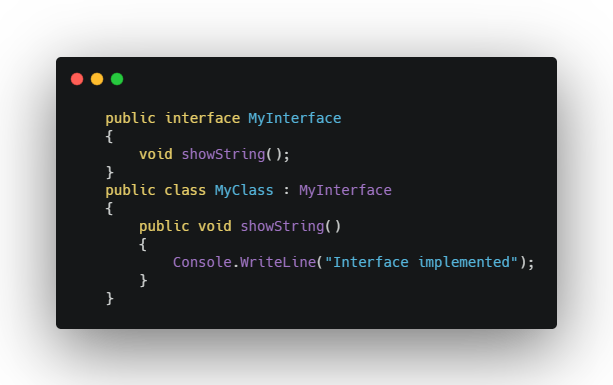 public interface MyInterface
{
    void showString();
}
public class MyClass : MyInterface
{
    public void showString()
    {
        Console.WriteLine("Interface implemented");
    }
}